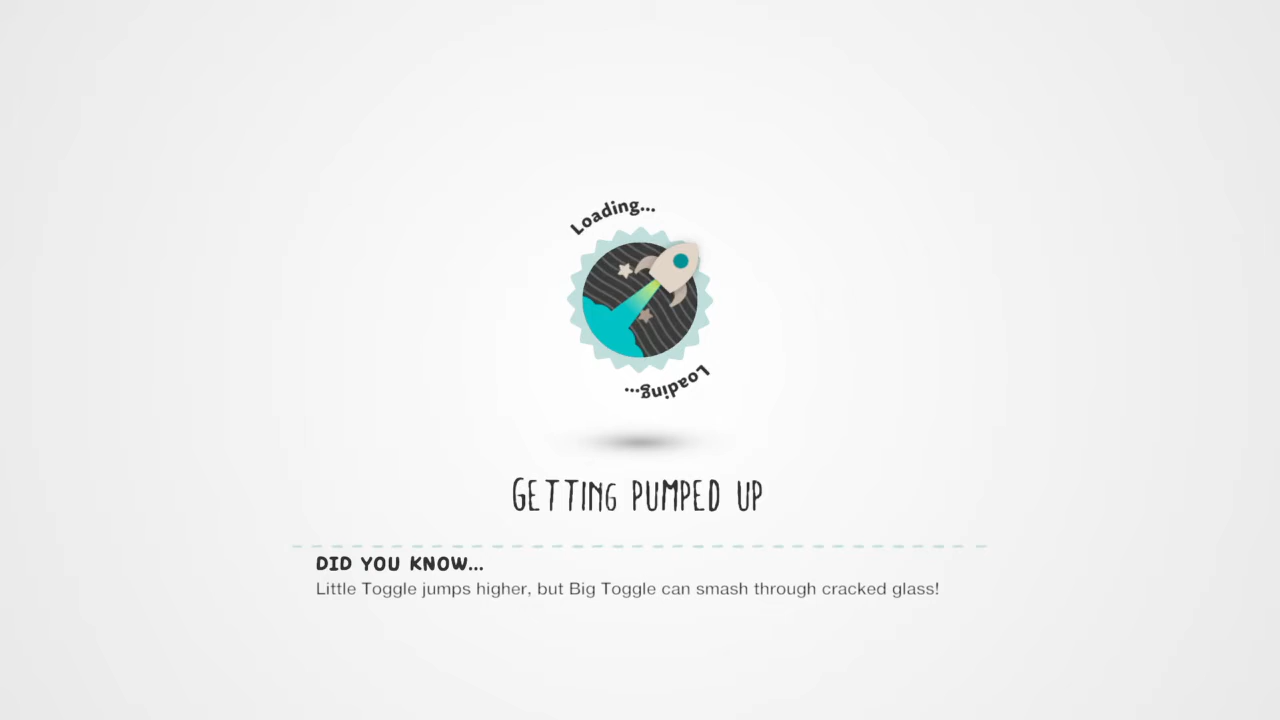 Loading...
Loading...
GETTING PUMPED UP
DID YOU KNOW...
Little Toggle jumps higher, but Big Toggle can smash through cracked glass!